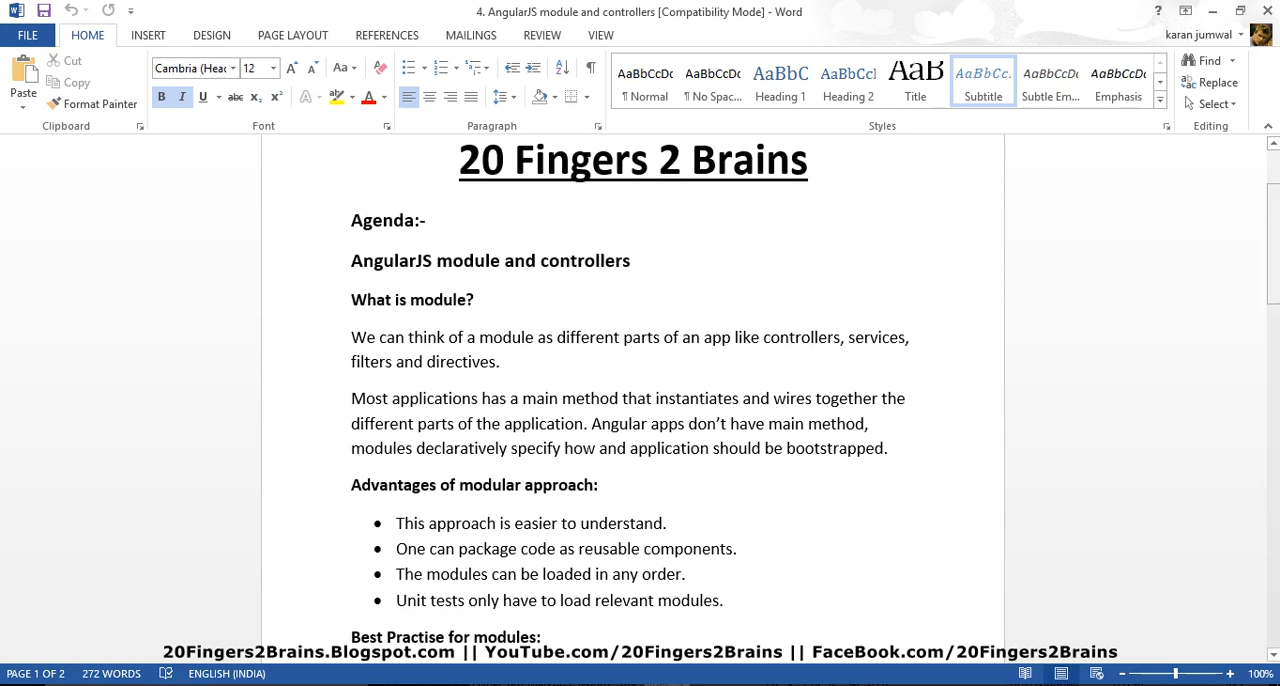 4. AngularJS module and controllers [Compatibility Mode] - Word
FILE HOME INSERT DESIGN PAGE LAYOUT REFERENCES MAILINGS REVIEW VIEW karan jumwal
Paste Cut Copy Format Painter
Clipboard
Cambria (Heac 12 Aa
B I U abc X₂ X² A A
Font
Paragraph
AaBbCcDc AaBbCcDc AaBbC AaBbCcI AaB AaBbCc. AaBbCcDc AaBbCcDc
¶ Normal ¶ No Spac... Heading 1 Heading 2 Title Subtitle Subtle Em... Emphasis
Styles
Find
Replace
Select
Editing
20 Fingers 2 Brains
Agenda:-
AngularJS module and controllers
What is module?
We can think of a module as different parts of an app like controllers, services,
filters and directives.
Most applications has a main method that instantiates and wires together the
different parts of the application. Angular apps don’t have main method,
modules declaratively specify how and application should be bootstrapped.
Advantages of modular approach:
• This approach is easier to understand.
• One can package code as reusable components.
• The modules can be loaded in any order.
• Unit tests only have to load relevant modules.
Best Practise for modules:
20Fingers2Brains.Blogspot.com || YouTube.com/20Fingers2Brains || FaceBook.com/20Fingers2Brains
PAGE 1 OF 2 272 WORDS ENGLISH (INDIA) 100%